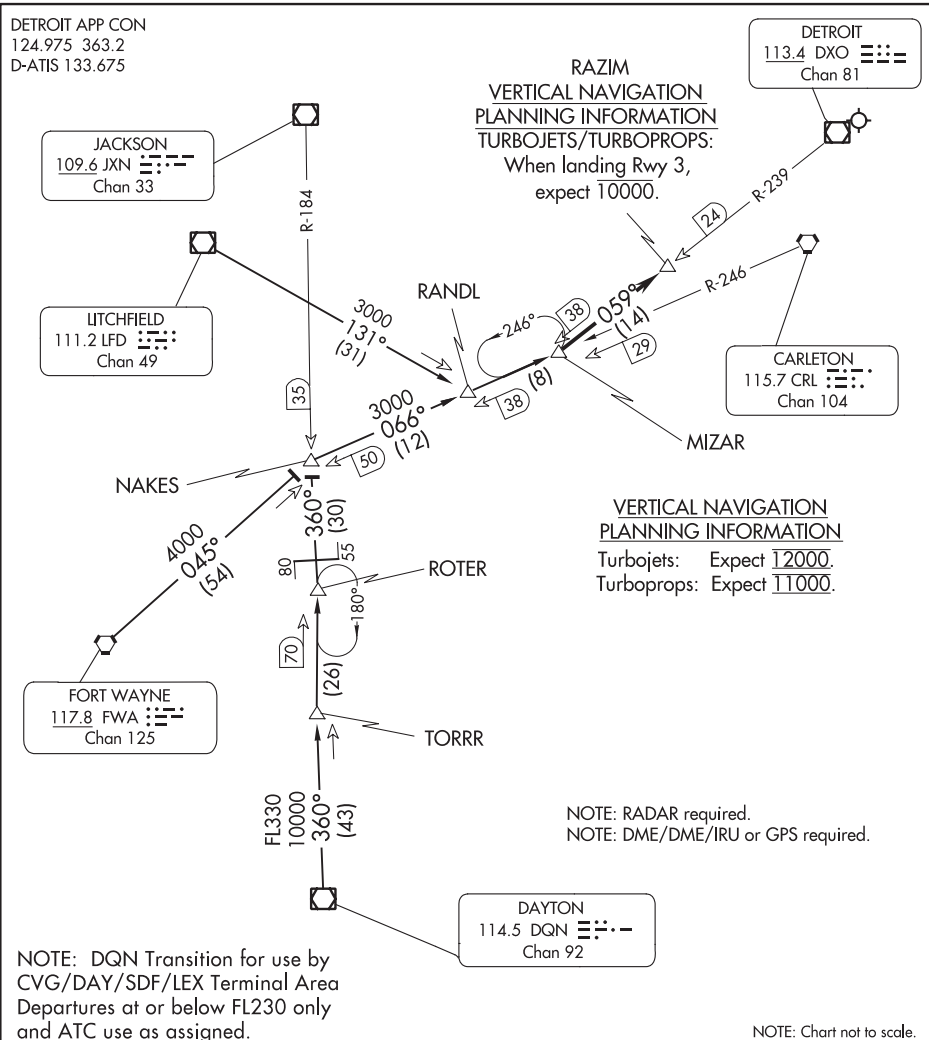 DETROIT APP CON
124.975 363.2
D-ATIS 133.675
DETROIT
113.4 DXO
Chan 81
RAZIM
VERTICAL NAVIGATION
PLANNING INFORMATION
TURBOJETS/TURBOPROPS:
When landing Rwy 3,
expect 10000.
JACKSON
109.6 JXN
Chan 33
R-184
R-239
24
LITCHFIELD
111.2 LFD
Chan 49
3000
131°
(31)
RANDL
246°
38
059°
(14)
R-246
29
CARLETON
115.7 CRL
Chan 104
35
3000
066°
(12)
38
(8)
50
MIZAR
NAKES
4000
045°
(54)
360°
(30)
80
55
ROTER
180°
VERTICAL NAVIGATION
PLANNING INFORMATION
Turbojets: Expect 12000.
Turboprops: Expect 11000.
70
(26)
FORT WAYNE
117.8 FWA
Chan 125
TORRR
FL330
10000
360°
(43)
NOTE: RADAR required.
NOTE: DME/DME/IRU or GPS required.
DAYTON
114.5 DQN
Chan 92
NOTE: DQN Transition for use by
CVG/DAY/SDF/LEX Terminal Area
Departures at or below FL230 only
and ATC use as assigned.
NOTE: Chart not to scale.